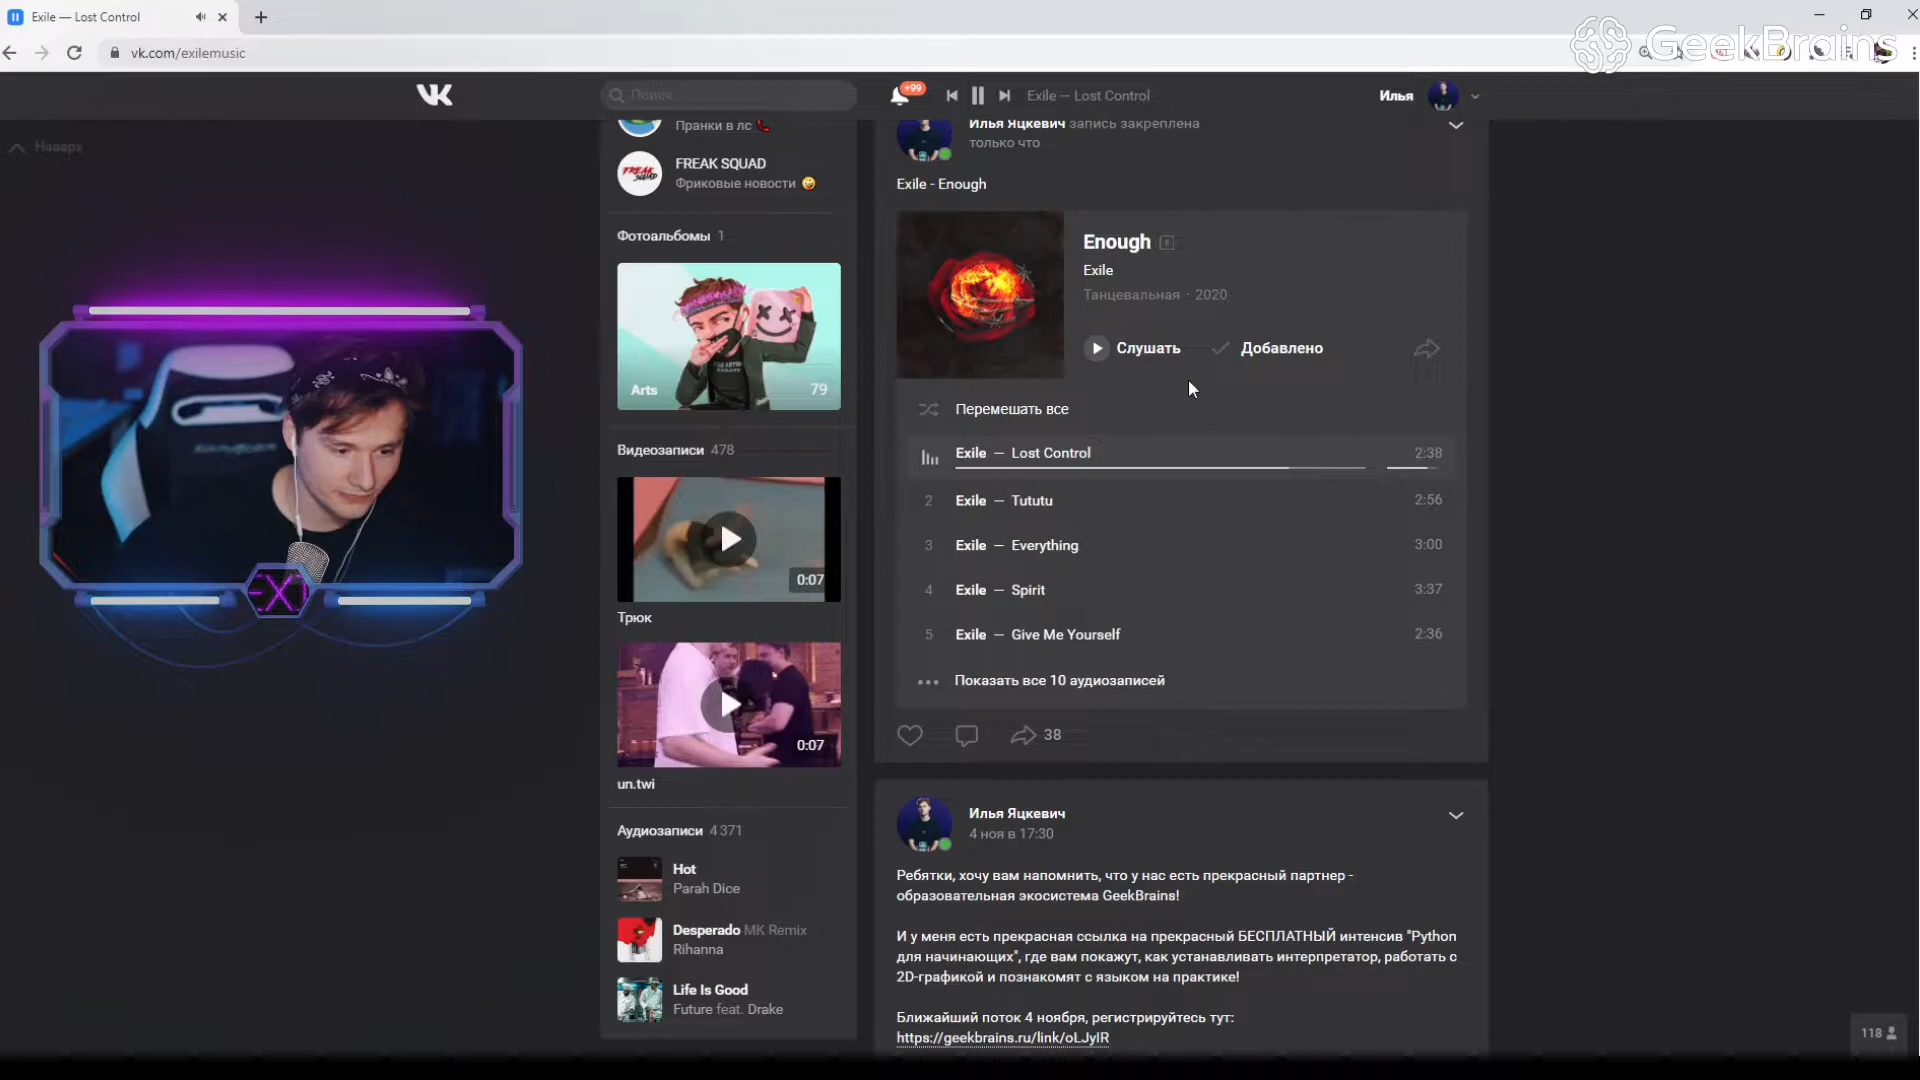 Exile — Lost Control
vk.com/exilemusic
GeekBrains
Поиск
+99
Exile — Lost Control
Илья
Наверх
Пранки в лс
FREAK SQUAD
Фриковые новости
Фотоальбомы 1
Arts 79
Видеозаписи 478
0:07
Трюк
0:07
un.twi
Аудиозаписи 4 371
Hot
Parah Dice
Desperado MK Remix
Rihanna
Life Is Good
Future feat. Drake
Илья Яцкевич запись закреплена
только что
Exile - Enough
Enough E
Exile
Танцевальная · 2020
Слушать
Добавлено
Перемешать все
Exile — Lost Control 2:38
2 Exile — Tututu 2:56
3 Exile — Everything 3:00
4 Exile — Spirit 3:37
5 Exile — Give Me Yourself 2:36
Показать все 10 аудиозаписей
38
Илья Яцкевич
4 ноя в 17:30
Ребятки, хочу вам напомнить, что у нас есть прекрасный партнер -
образовательная экосистема GeekBrains!
И у меня есть прекрасная ссылка на прекрасный БЕСПЛАТНЫЙ интенсив "Python
для начинающих", где вам покажут, как устанавливать интерпретатор, работать с
2D-графикой и познакомят с языком на практике!
Ближайший поток 4 ноября, регистрируйтесь тут:
https://geekbrains.ru/link/oLJyIR
118